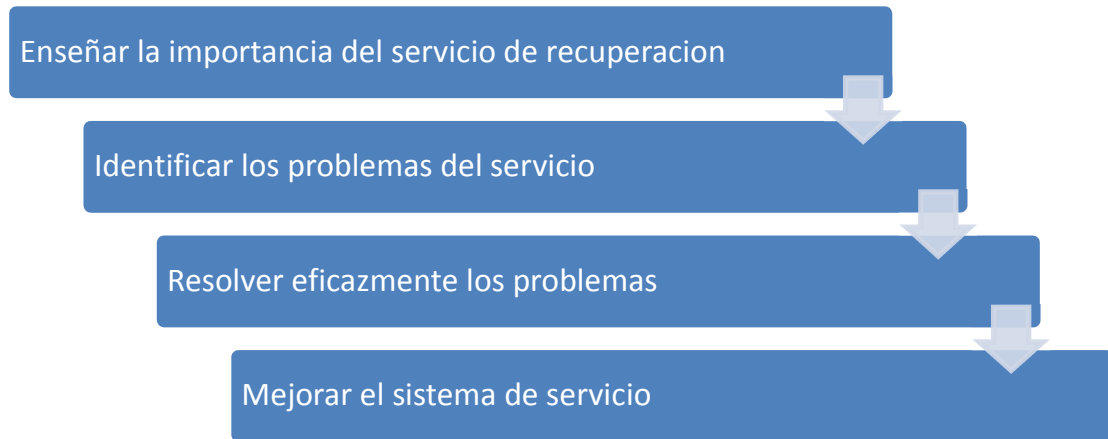 Enseñar la importancia del servicio de recuperacion
Identificar los problemas del servicio
Resolver eficazmente los problemas
Mejorar el sistema de servicio